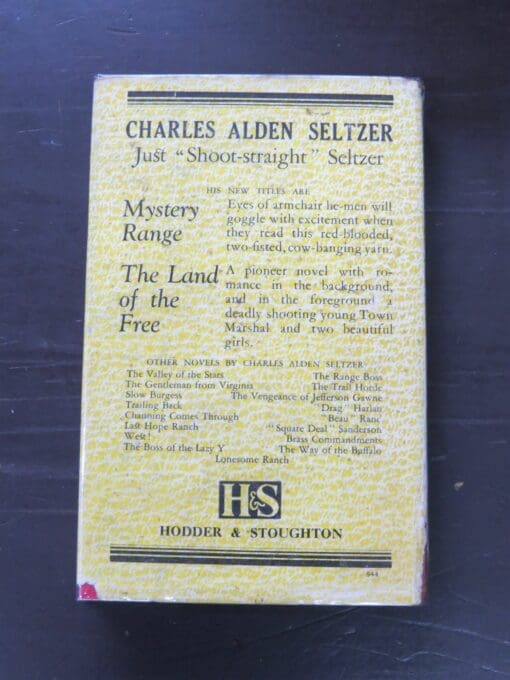 CHARLES ALDEN SELTZER
Just "Shoot-straight" Seltzer
HIS NEW TITLES ARE
Mystery
Range
Eyes of armchair he-men will
goggle with excitement when
they read this red-blooded,
two-fisted, cow-banging yarn.
The Land
of the
Free
A pioneer novel with ro-
mance in the background,
and in the foreground a
deadly shooting young Town
Marshal and two beautiful
girls.
OTHER NOVELS BY CHARLES ALDEN SELTZER
The Valley of the Stars
The Gentleman from Virginia
Slow Burgess
Trailing Back
Channing Comes Through
Last Hope Ranch
West!
The Boss of the Lazy Y
The Range Boss
The Trail Horde
The Vengeance of Jefferson Gawne
"Drag" Harlan
"Beau" Rand
"Square Deal" Sanderson
Brass Commandments
The Way of the Buffalo
Lonesome Ranch
H&S
HODDER & STOUGHTON
644